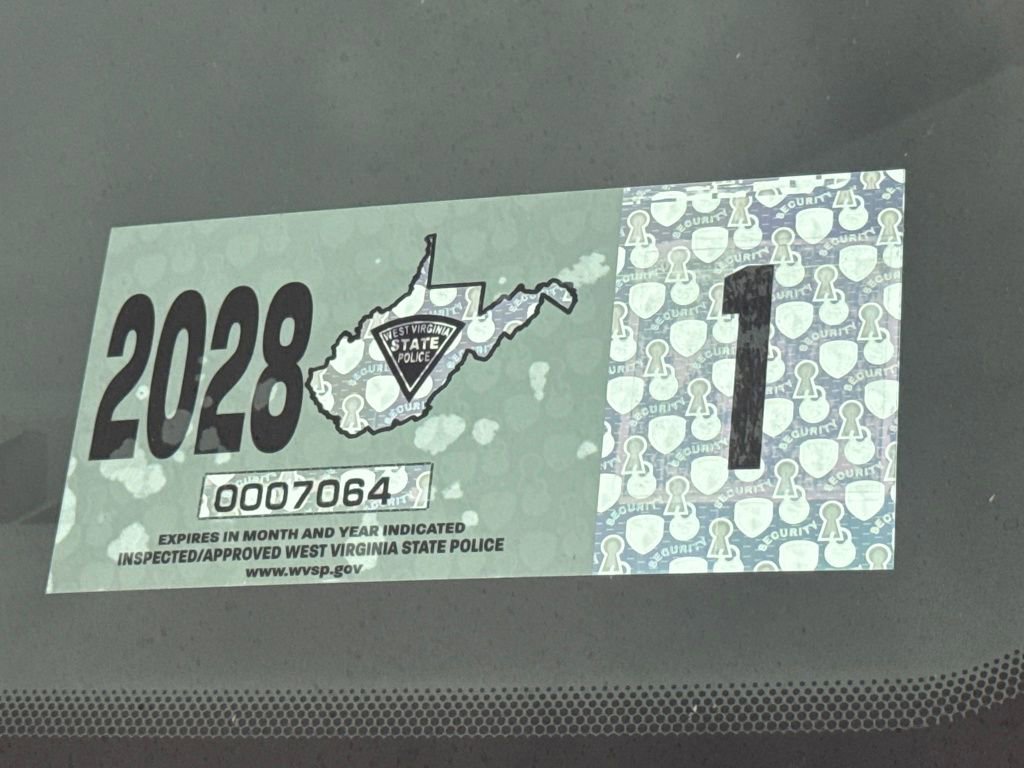 2028
WEST VIRGINIA
STATE
POLICE
1
0007064
EXPIRES IN MONTH AND YEAR INDICATED
INSPECTED/APPROVED WEST VIRGINIA STATE POLICE
www.wvsp.gov
SECURITY